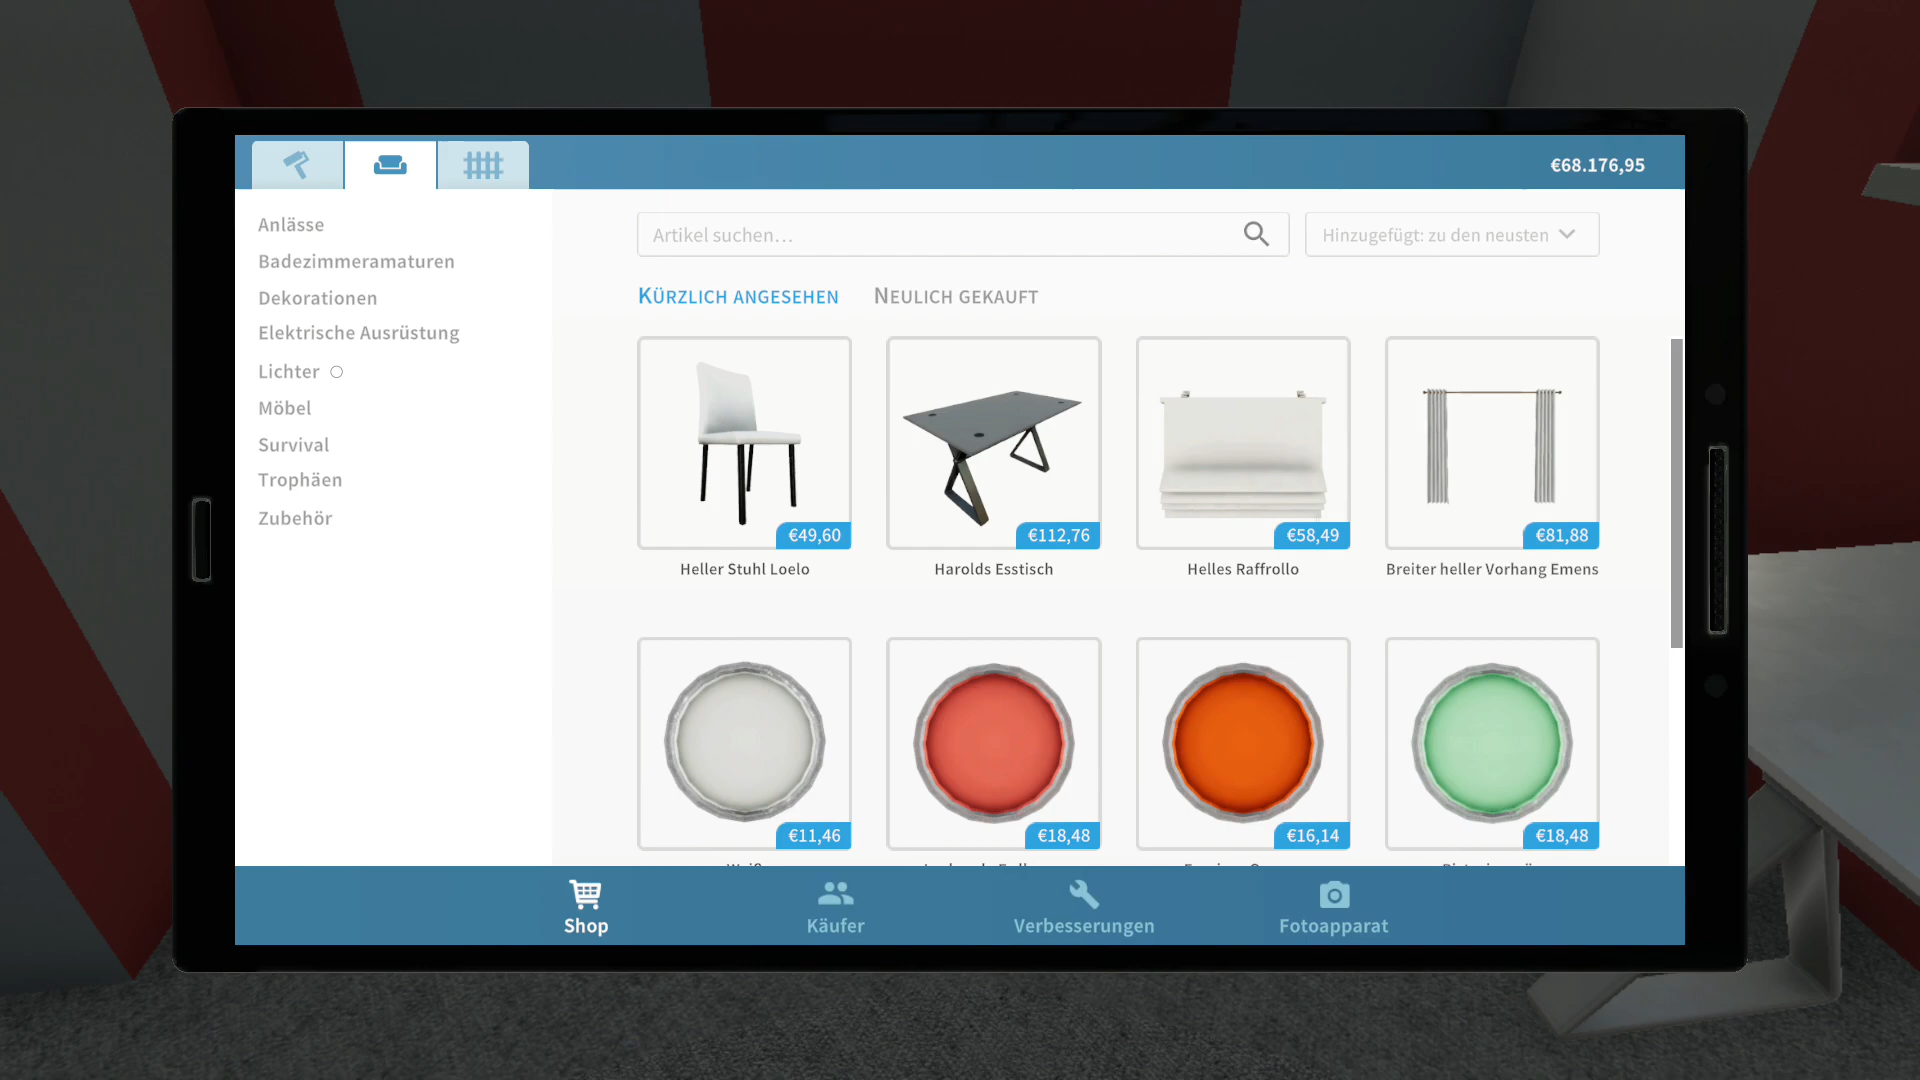 €68.176,95
Anlässe
Badezimmeramaturen
Dekorationen
Elektrische Ausrüstung
Lichter
Möbel
Survival
Trophäen
Zubehör
Artikel suchen...
Hinzugefügt: zu den neusten
KÜRZLICH ANGESEHEN
NEULICH GEKAUFT
€49,60
€112,76
€58,49
€81,88
Heller Stuhl Loelo
Harolds Esstisch
Helles Raffrollo
Breiter heller Vorhang Emens
€11,46
€18,48
€16,14
€18,48
Shop
Käufer
Verbesserungen
Fotoapparat